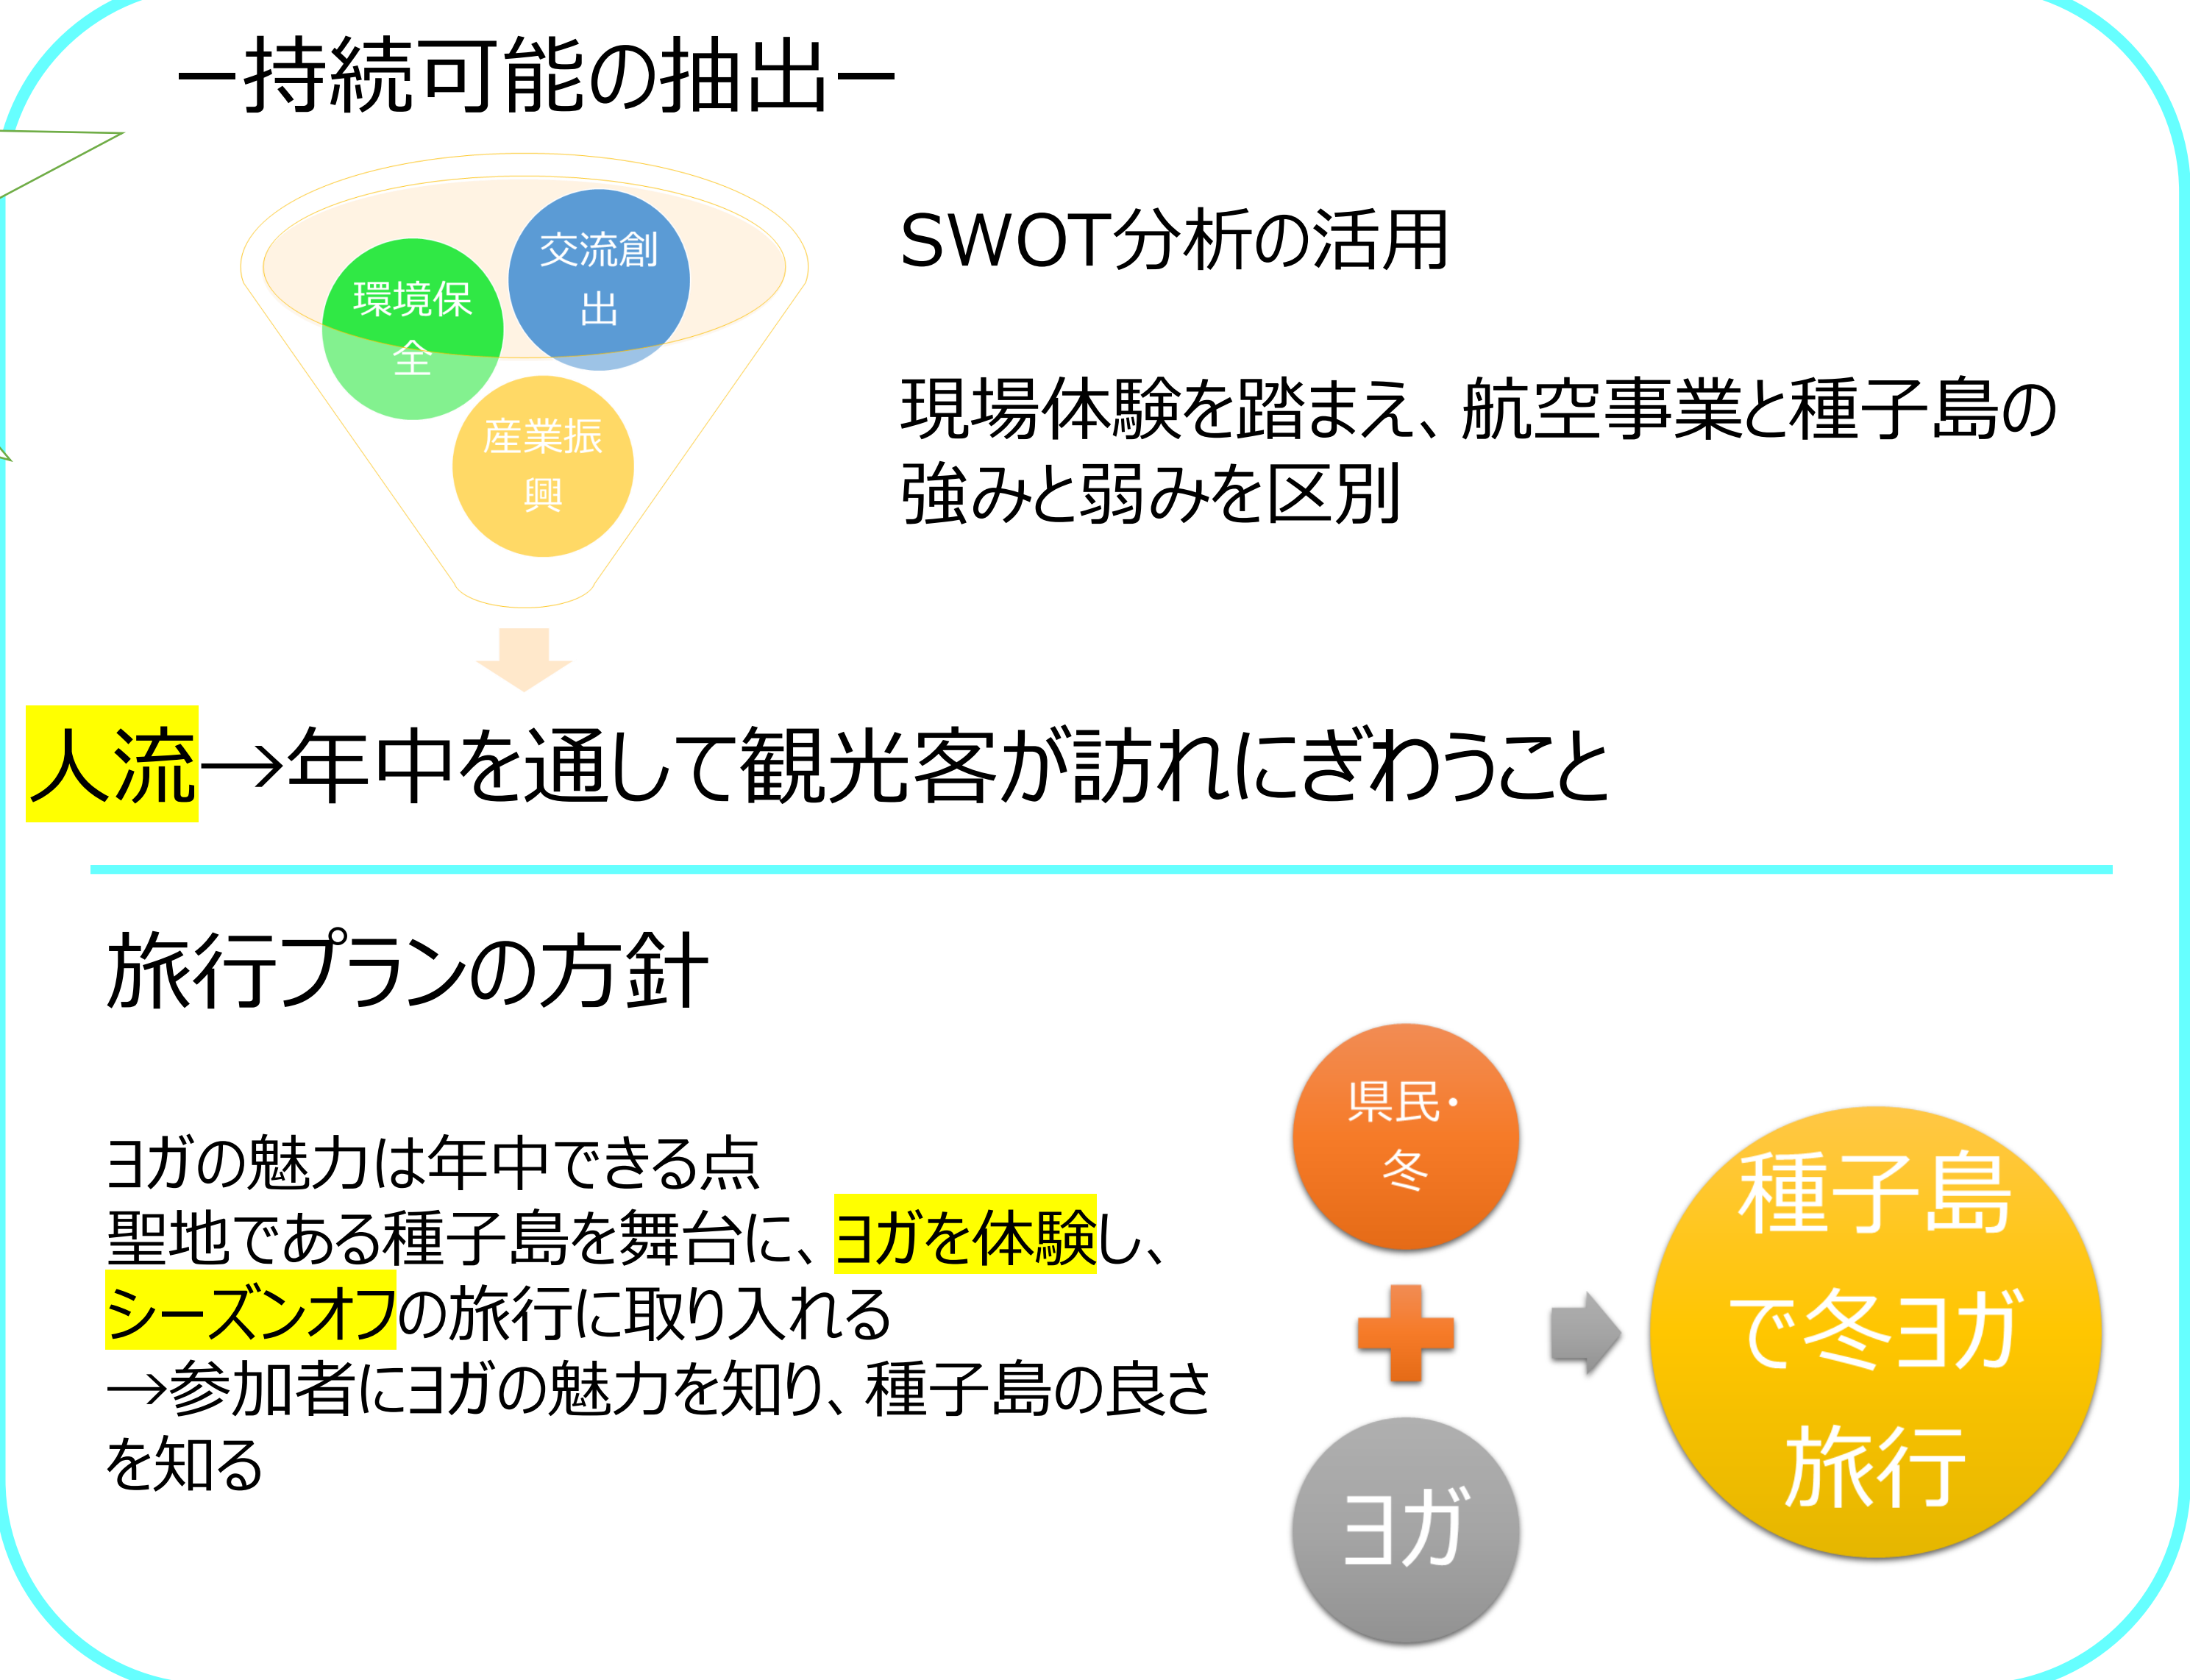 ―持続可能の抽出―
交流創
出
環境保
全
産業振
興
SWOT分析の活用
現場体験を踏まえ、航空事業と種子島の
強みと弱みを区別
人流→年中を通して観光客が訪れにぎわうこと
旅行プランの方針
ヨガの魅力は年中できる点
聖地である種子島を舞台に、ヨガを体験し、
シーズンオフの旅行に取り入れる
→参加者にヨガの魅力を知り、種子島の良さ
を知る
県民・
冬
ヨガ
種子島
で冬ヨガ
旅行